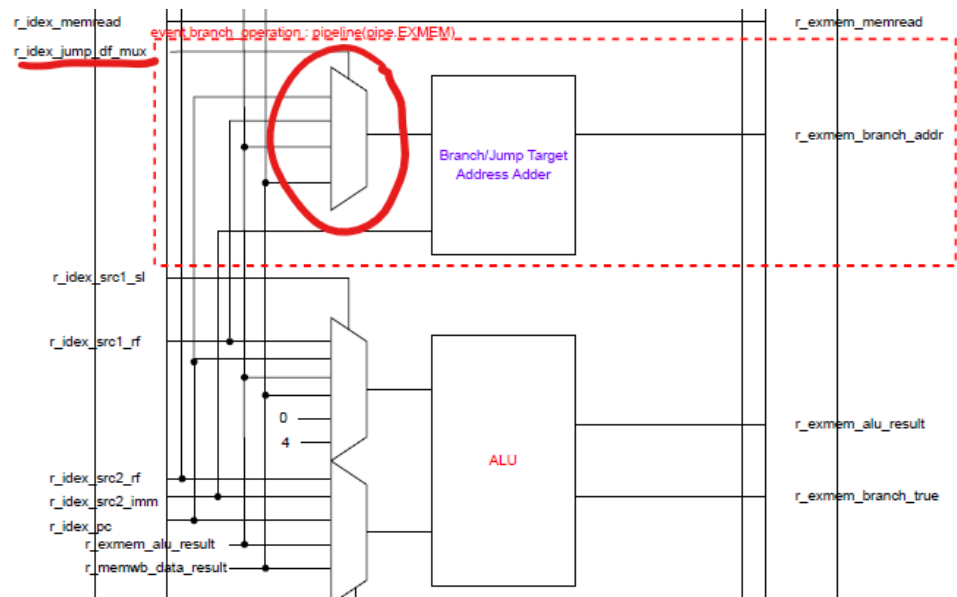 r_idex_memread
r_exmem_memread
event branch_operation : pipeline(pipe.EXMEM)
r_idex_jump_df_mux
r_exmem_branch_addr
Branch/Jump Target
Address Adder
r_idex_src1_sl
r_idex_src1_rf
0
4
r_exmem_alu_result
ALU
r_idex_src2_rf
r_idex_src2_imm
r_exmem_branch_true
r_idex_pc
r_exmem_alu_result
r_memwb_data_result